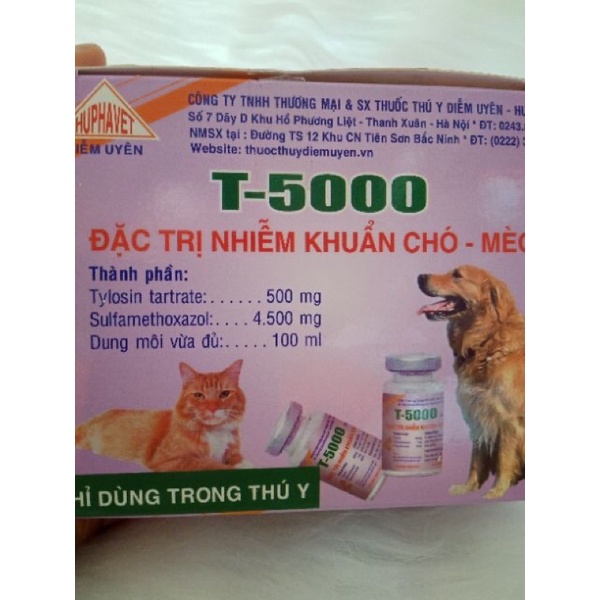 HUPHAVET
DIỄM UYÊN
CÔNG TY TNHH THƯƠNG MẠI & SX THUỐC THÚ Y DIỄM UYÊN - HU
Số 7 Dãy D Khu Hồ Phương Liệt - Thanh Xuân - Hà Nội * ĐT: 0243.
NMSX tại : Đường TS 12 Khu CN Tiên Sơn Bắc Ninh * ĐT: (0222)
Website: thuocthuydiemuyen.vn
T-5000
ĐẶC TRỊ NHIỄM KHUẨN CHÓ - MÈO
Thành phần:
Tylosin tartrate:...... 500 mg
Sulfamethoxazol:.... 4.500 mg
Dung môi vừa đủ:..... 100 ml
T-5000
T-5000
HỈ DÙNG TRONG THÚ Y